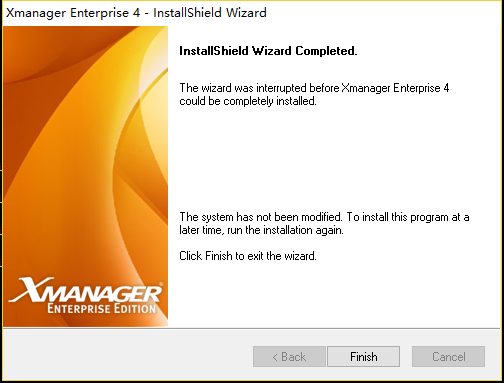 Xmanager Enterprise 4 - InstallShield Wizard
InstallShield Wizard Completed.
The wizard was interrupted before Xmanager Enterprise 4
could be completely installed.
The system has not been modified. To install this program at a
later time, run the installation again.
Click Finish to exit the wizard.
XMANAGER®
ENTERPRISE EDITION
< Back
Finish
Cancel